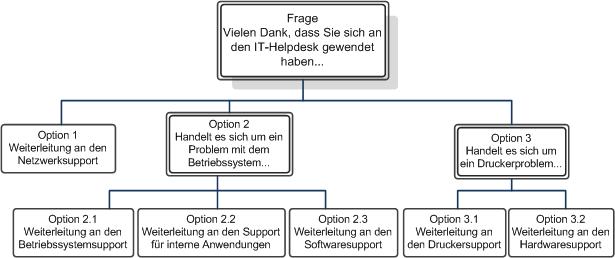 Frage
Vielen Dank, dass Sie sich an
den IT-Helpdesk gewendet
haben...
Option 1
Weiterleitung an den
Netzwerksupport
Option 2
Handelt es sich um ein
Problem mit dem
Betriebssystem...
Option 3
Handelt es sich um
ein Druckerproblem...
Option 2.1
Weiterleitung an den
Betriebssystemsupport
Option 2.2
Weiterleitung an den Support
für interne Anwendungen
Option 2.3
Weiterleitung an den
Softwaresupport
Option 3.1
Weiterleitung an
den Druckersupport
Option 3.2
Weiterleitung an den
Hardwaresupport